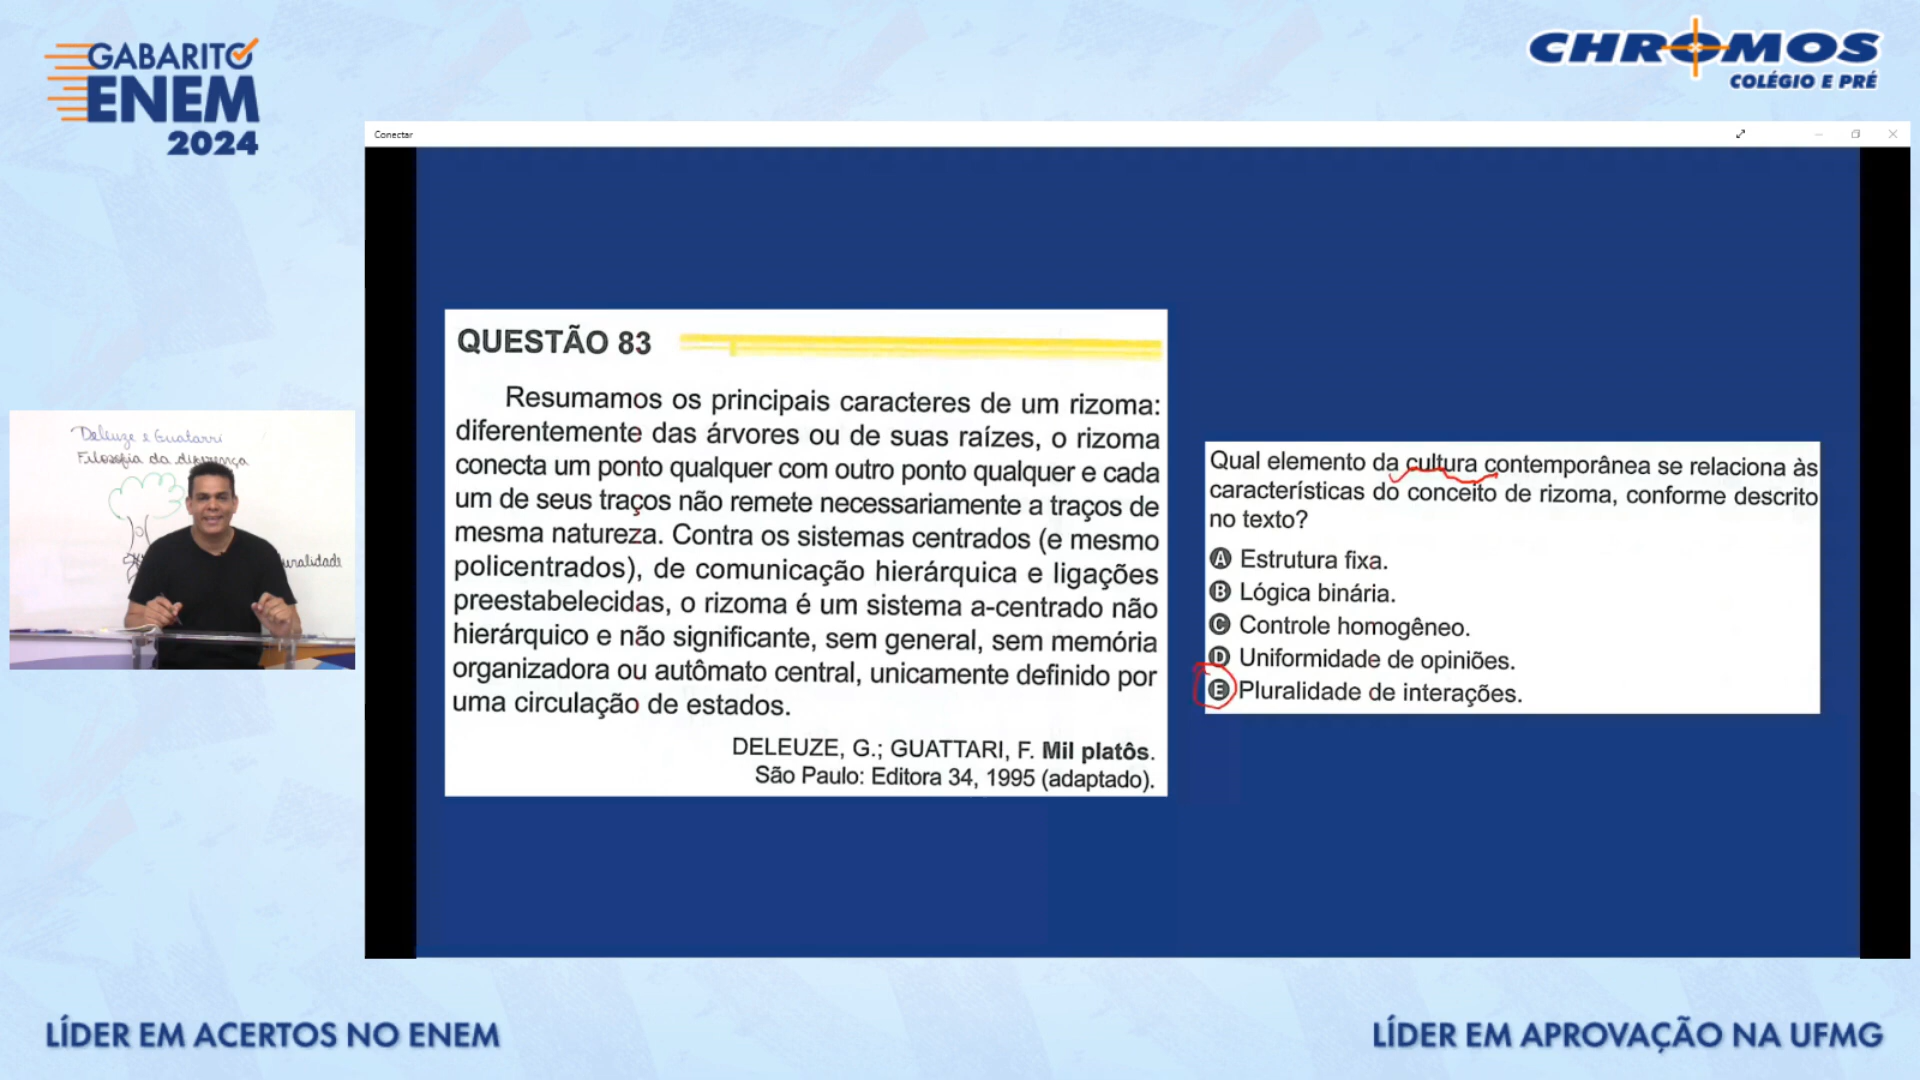 GABARITO
ENEM
2024
CHROMOS
COLÉGIO E PRÉ
Conectar
QUESTÃO 83
Resumamos os principais caracteres de um rizoma:
diferentemente das árvores ou de suas raízes, o rizoma
conecta um ponto qualquer com outro ponto qualquer e cada
um de seus traços não remete necessariamente a traços de
mesma natureza. Contra os sistemas centrados (e mesmo
policentrados), de comunicação hierárquica e ligações
preestabelecidas, o rizoma é um sistema a-centrado não
hierárquico e não significante, sem general, sem memória
organizadora ou autômato central, unicamente definido por
uma circulação de estados.
DELEUZE, G.; GUATTARI, F. Mil platôs.
São Paulo: Editora 34, 1995 (adaptado).
Qual elemento da cultura contemporânea se relaciona às
características do conceito de rizoma, conforme descrito
no texto?
A Estrutura fixa.
B Lógica binária.
C Controle homogêneo.
D Uniformidade de opiniões.
E Pluralidade de interações.
Deleuze e Guatarri
Filosofia da diferença
LÍDER EM ACERTOS NO ENEM
LÍDER EM APROVAÇÃO NA UFMG